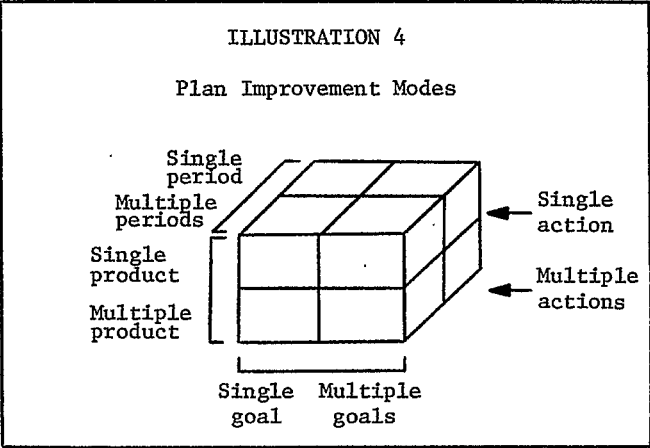 ILLUSTRATION 4
Plan Improvement Modes
Single
period
Multiple
periods
Single
product
Multiple
product
Single
action
Multiple
actions
Single
goal
Multiple
goals